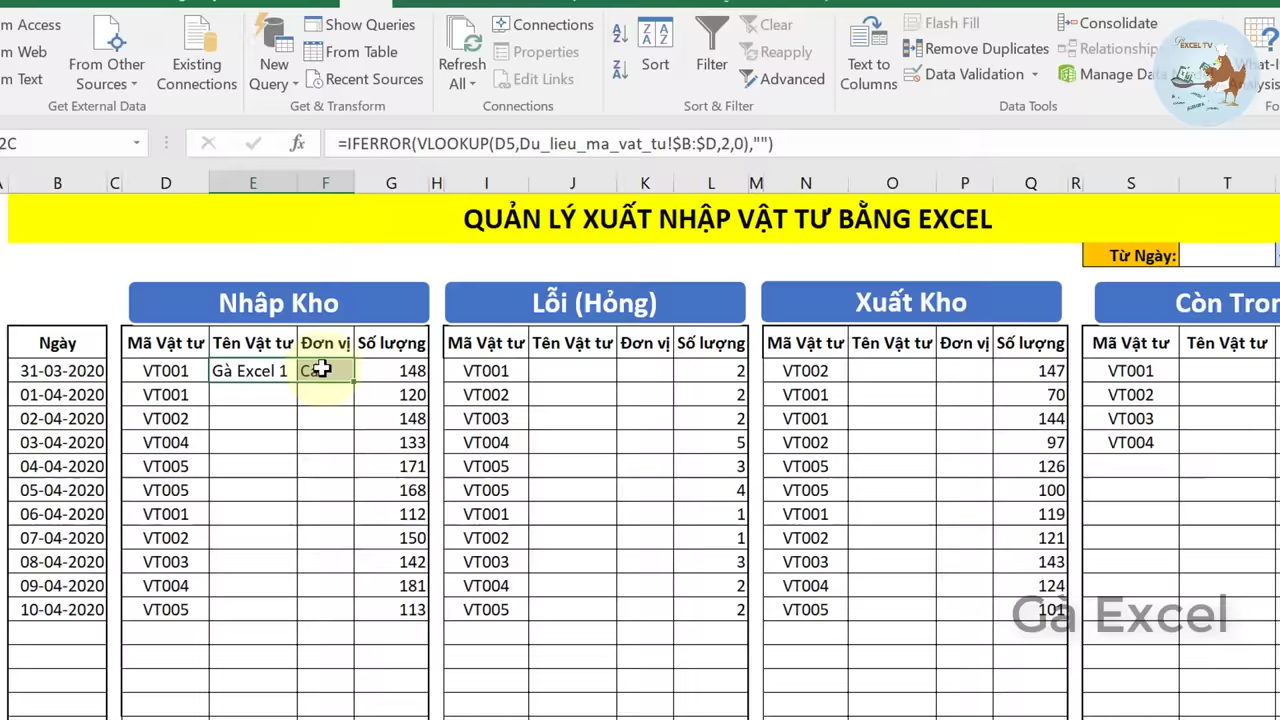 m Access
m Web
m Text
From Other Sources
Existing Connections
Get External Data
New Query
Show Queries
From Table
Recent Sources
Get & Transform
Refresh All
Connections
Properties
Edit Links
Connections
Sort
Filter
Clear
Reapply
Advanced
Sort & Filter
Text to Columns
Flash Fill
Remove Duplicates
Data Validation
Consolidate
Relationship
Manage Da
Data Tools
EXCEL TV
2C
fx
=IFERROR(VLOOKUP(D5,Du_lieu_ma_vat_tu!$B:$D,2,0),"")
B C D E F G H I J K L M N O P Q R S T
QUẢN LÝ XUẤT NHẬP VẬT TƯ BẰNG EXCEL
Từ Ngày:
Nhập Kho Lỗi (Hỏng) Xuất Kho Còn Tron
Ngày Mã Vật tư Tên Vật tư Đơn vị Số lượng Mã Vật tư Tên Vật tư Đơn vị Số lượng Mã Vật tư Tên Vật tư Đơn vị Số lượng Mã Vật tư Tên Vật tư
31-03-2020 VT001 Gà Excel 1 148 VT001 2 VT002 147 VT001
01-04-2020 VT001 120 VT002 2 VT005 70 VT002
02-04-2020 VT002 148 VT003 2 VT001 144 VT003
03-04-2020 VT004 133 VT004 5 VT002 97 VT004
04-04-2020 VT005 171 VT005 3 VT005 126
05-04-2020 VT005 168 VT005 4 VT005 100
06-04-2020 VT001 112 VT001 1 VT001 119
07-04-2020 VT002 150 VT002 1 VT002 121
08-04-2020 VT003 142 VT003 3 VT003 143
09-04-2020 VT004 181 VT004 2 VT004 124
10-04-2020 VT005 113 VT005 2 VT005 101
Gà Excel